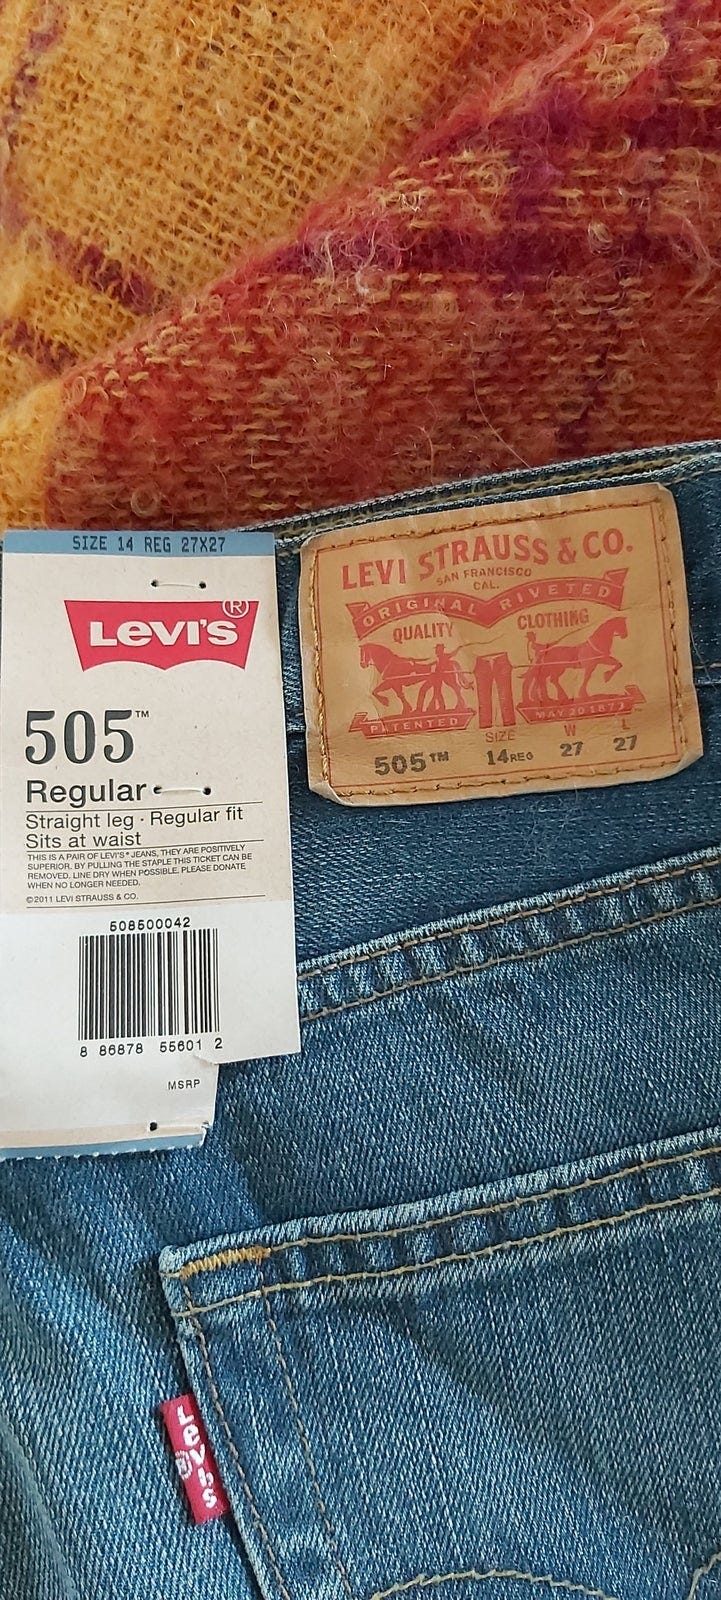 SIZE 14 REG 27X27
LEVI'S®
505™
Regular
Straight leg · Regular fit
Sits at waist
THIS IS A PAIR OF LEVI'S® JEANS, THEY ARE POSITIVELY
SUPERIOR. BY PULLING THE STAPLE THIS TICKET CAN BE
REMOVED. LINE DRY WHEN POSSIBLE. PLEASE DONATE
WHEN NO LONGER NEEDED.
©2011 LEVI STRAUSS & CO.
508500042
8 86878 55601 2
MSRP
LEVI STRAUSS & CO.
SAN FRANCISCO
CAL.
ORIGINAL RIVETED
QUALITY CLOTHING
PATENTED MAY 20 1873
SIZE W L
505™ 14REG 27 27
Levi's
®